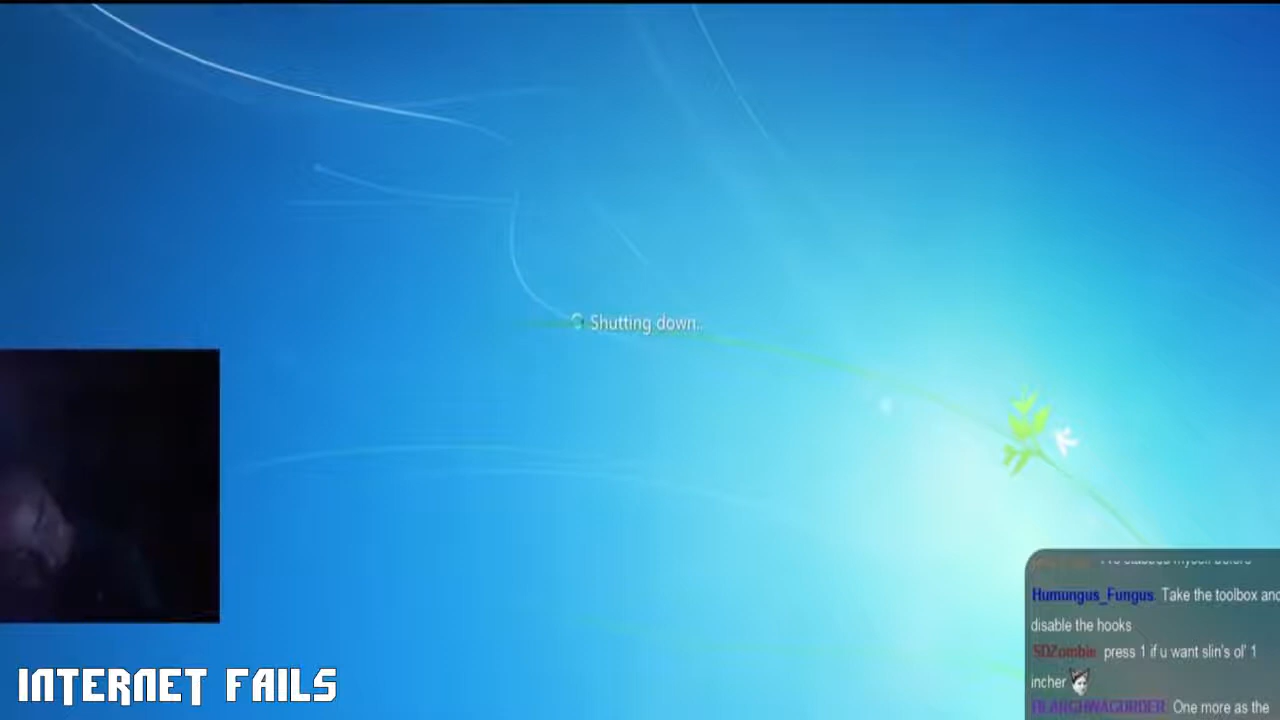 Shutting down..
Humungus_Fungus: Take the toolbox and
disable the hooks
SDZombie press 1 if u want slin's ol' 1
incher
One more as the
INTERNET FAILS